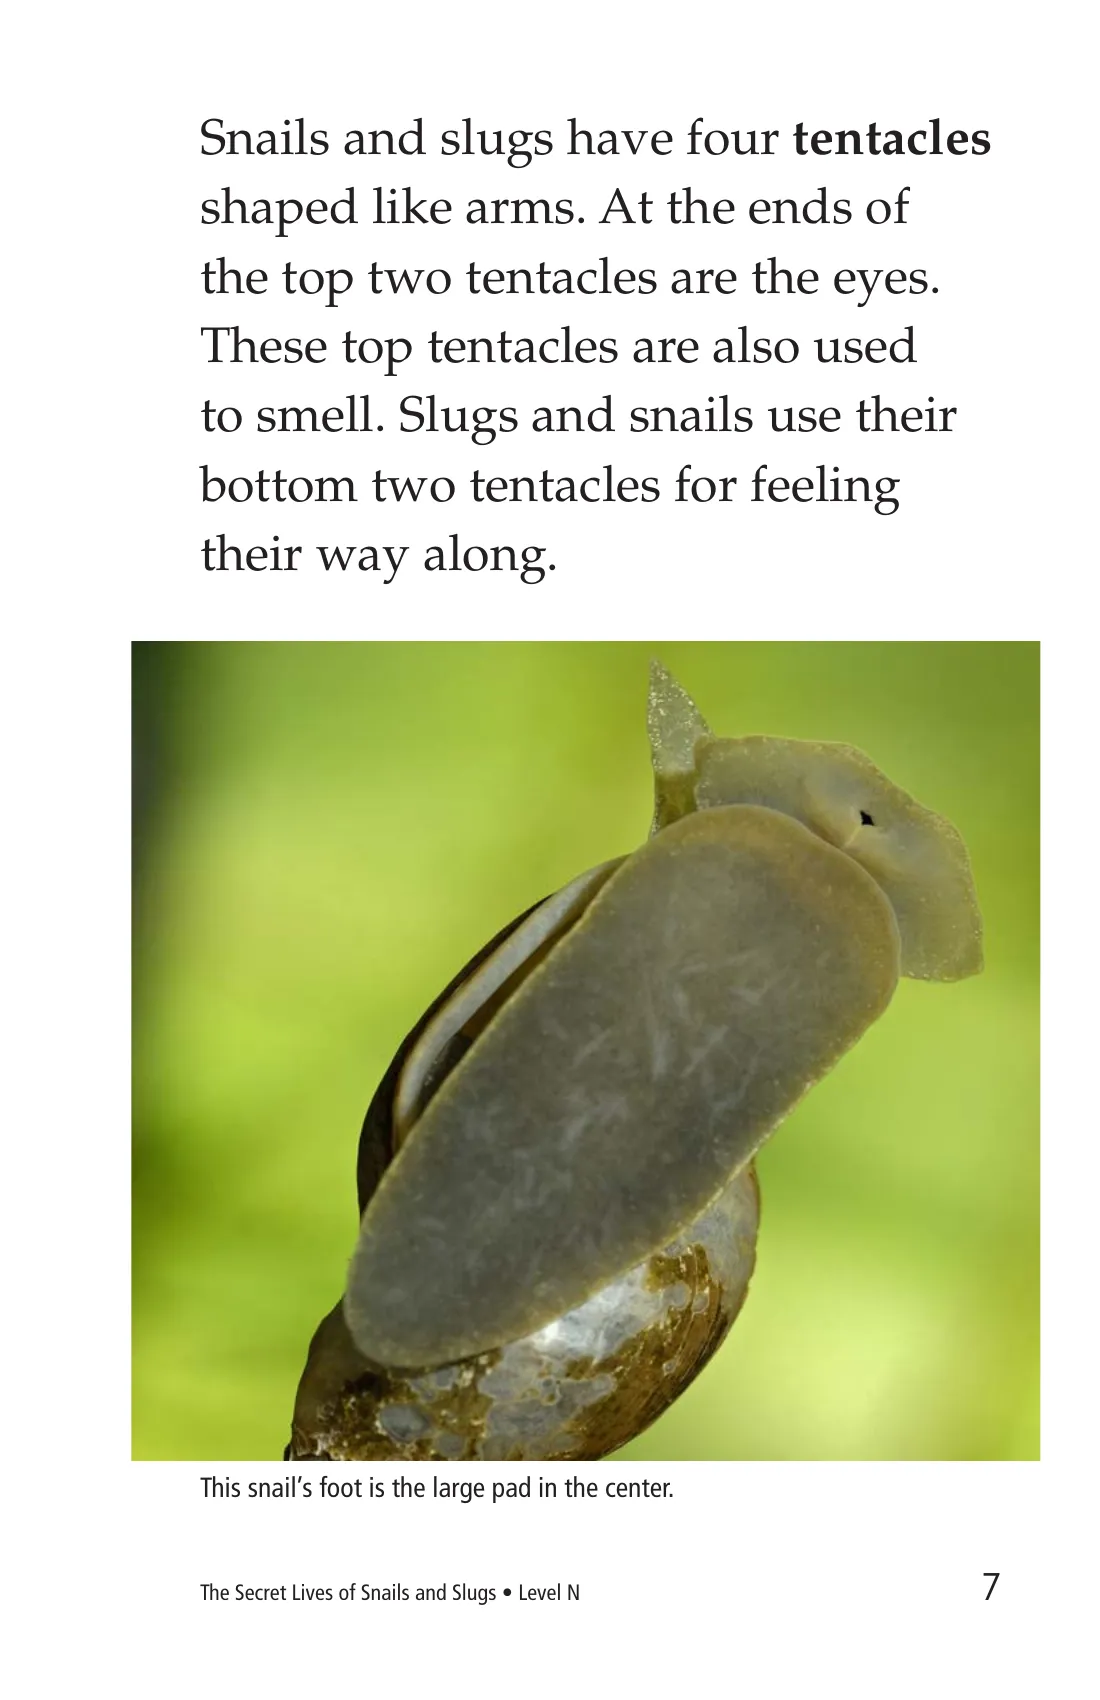 Snails and slugs have four tentacles
shaped like arms. At the ends of
the top two tentacles are the eyes.
These top tentacles are also used
to smell. Slugs and snails use their
bottom two tentacles for feeling
their way along.
This snail’s foot is the large pad in the center.
The Secret Lives of Snails and Slugs • Level N
7